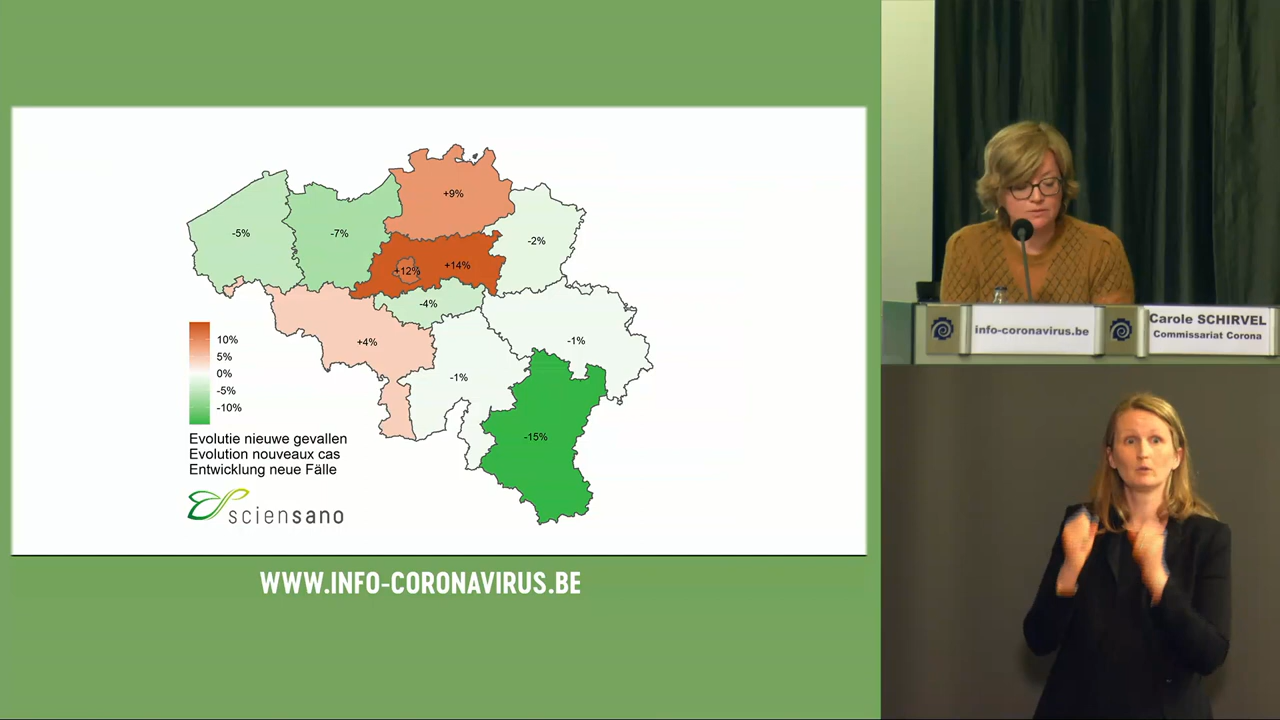 +9%
-5%
-7%
-2%
+12%
+14%
-4%
+4%
-1%
-1%
-15%
10%
5%
0%
-5%
-10%
Evolutie nieuwe gevallen
Evolution nouveaux cas
Entwicklung neue Fälle
sciensano
WWW.INFO-CORONAVIRUS.BE
info-coronavirus.be
Carole SCHIRVEL
Commissariat Corona